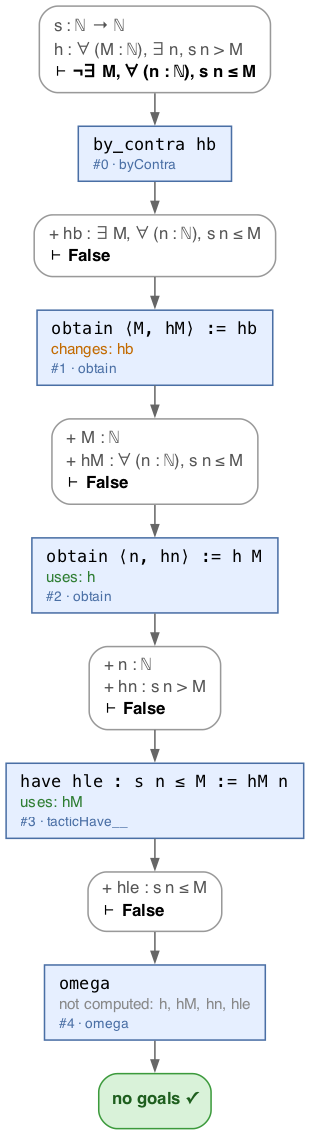 s : ℕ → ℕ
h : ∀ (M : ℕ), ∃ n, s n > M
⊢ ¬∃ M, ∀ (n : ℕ), s n ≤ M
by_contra hb
#0 · byContra
+ hb : ∃ M, ∀ (n : ℕ), s n ≤ M
⊢ False
obtain ⟨M, hM⟩ := hb
changes: hb
#1 · obtain
+ M : ℕ
+ hM : ∀ (n : ℕ), s n ≤ M
⊢ False
obtain ⟨n, hn⟩ := h M
uses: h
#2 · obtain
+ n : ℕ
+ hn : s n > M
⊢ False
have hle : s n ≤ M := hM n
uses: hM
#3 · tacticHave__
+ hle : s n ≤ M
⊢ False
omega
not computed: h, hM, hn, hle
#4 · omega
no goals ✓